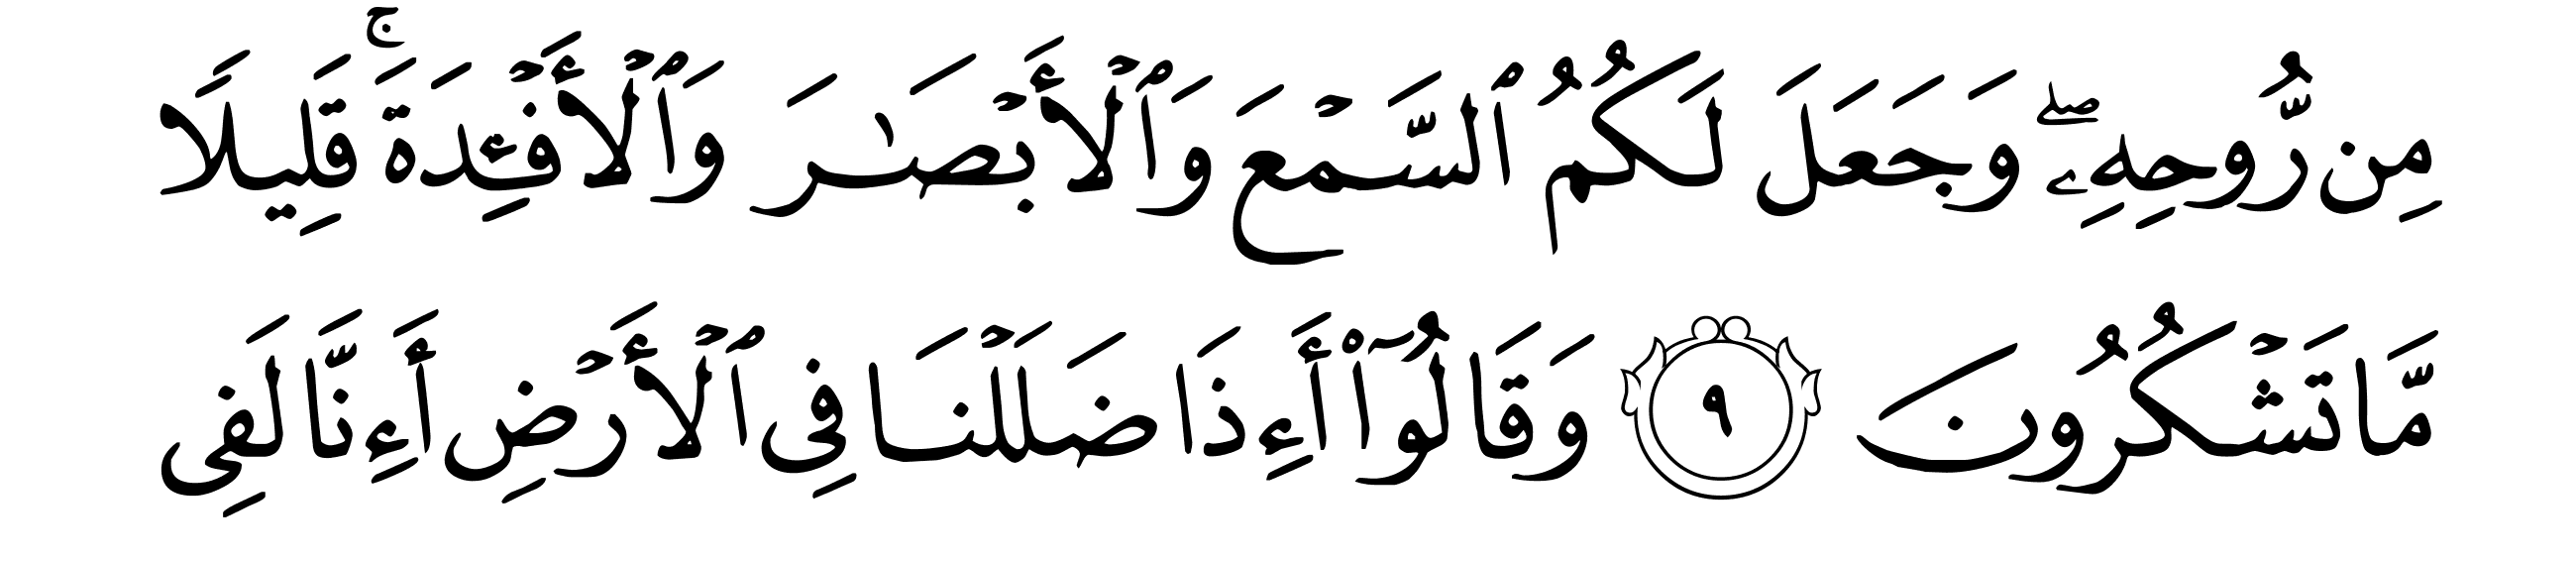 مِن رُّوحِهِۦۖ وَجَعَلَ لَكُمُ ٱلسَّمْعَ وَٱلْأَبْصَٰرَ وَٱلْأَفْـِٔدَةَۚ قَلِيلًا
مَّا تَشْكُرُونَ ٩ وَقَالُوٓا۟ أَءِذَا ضَلَلْنَا فِى ٱلْأَرْضِ أَءِنَّا لَفِى